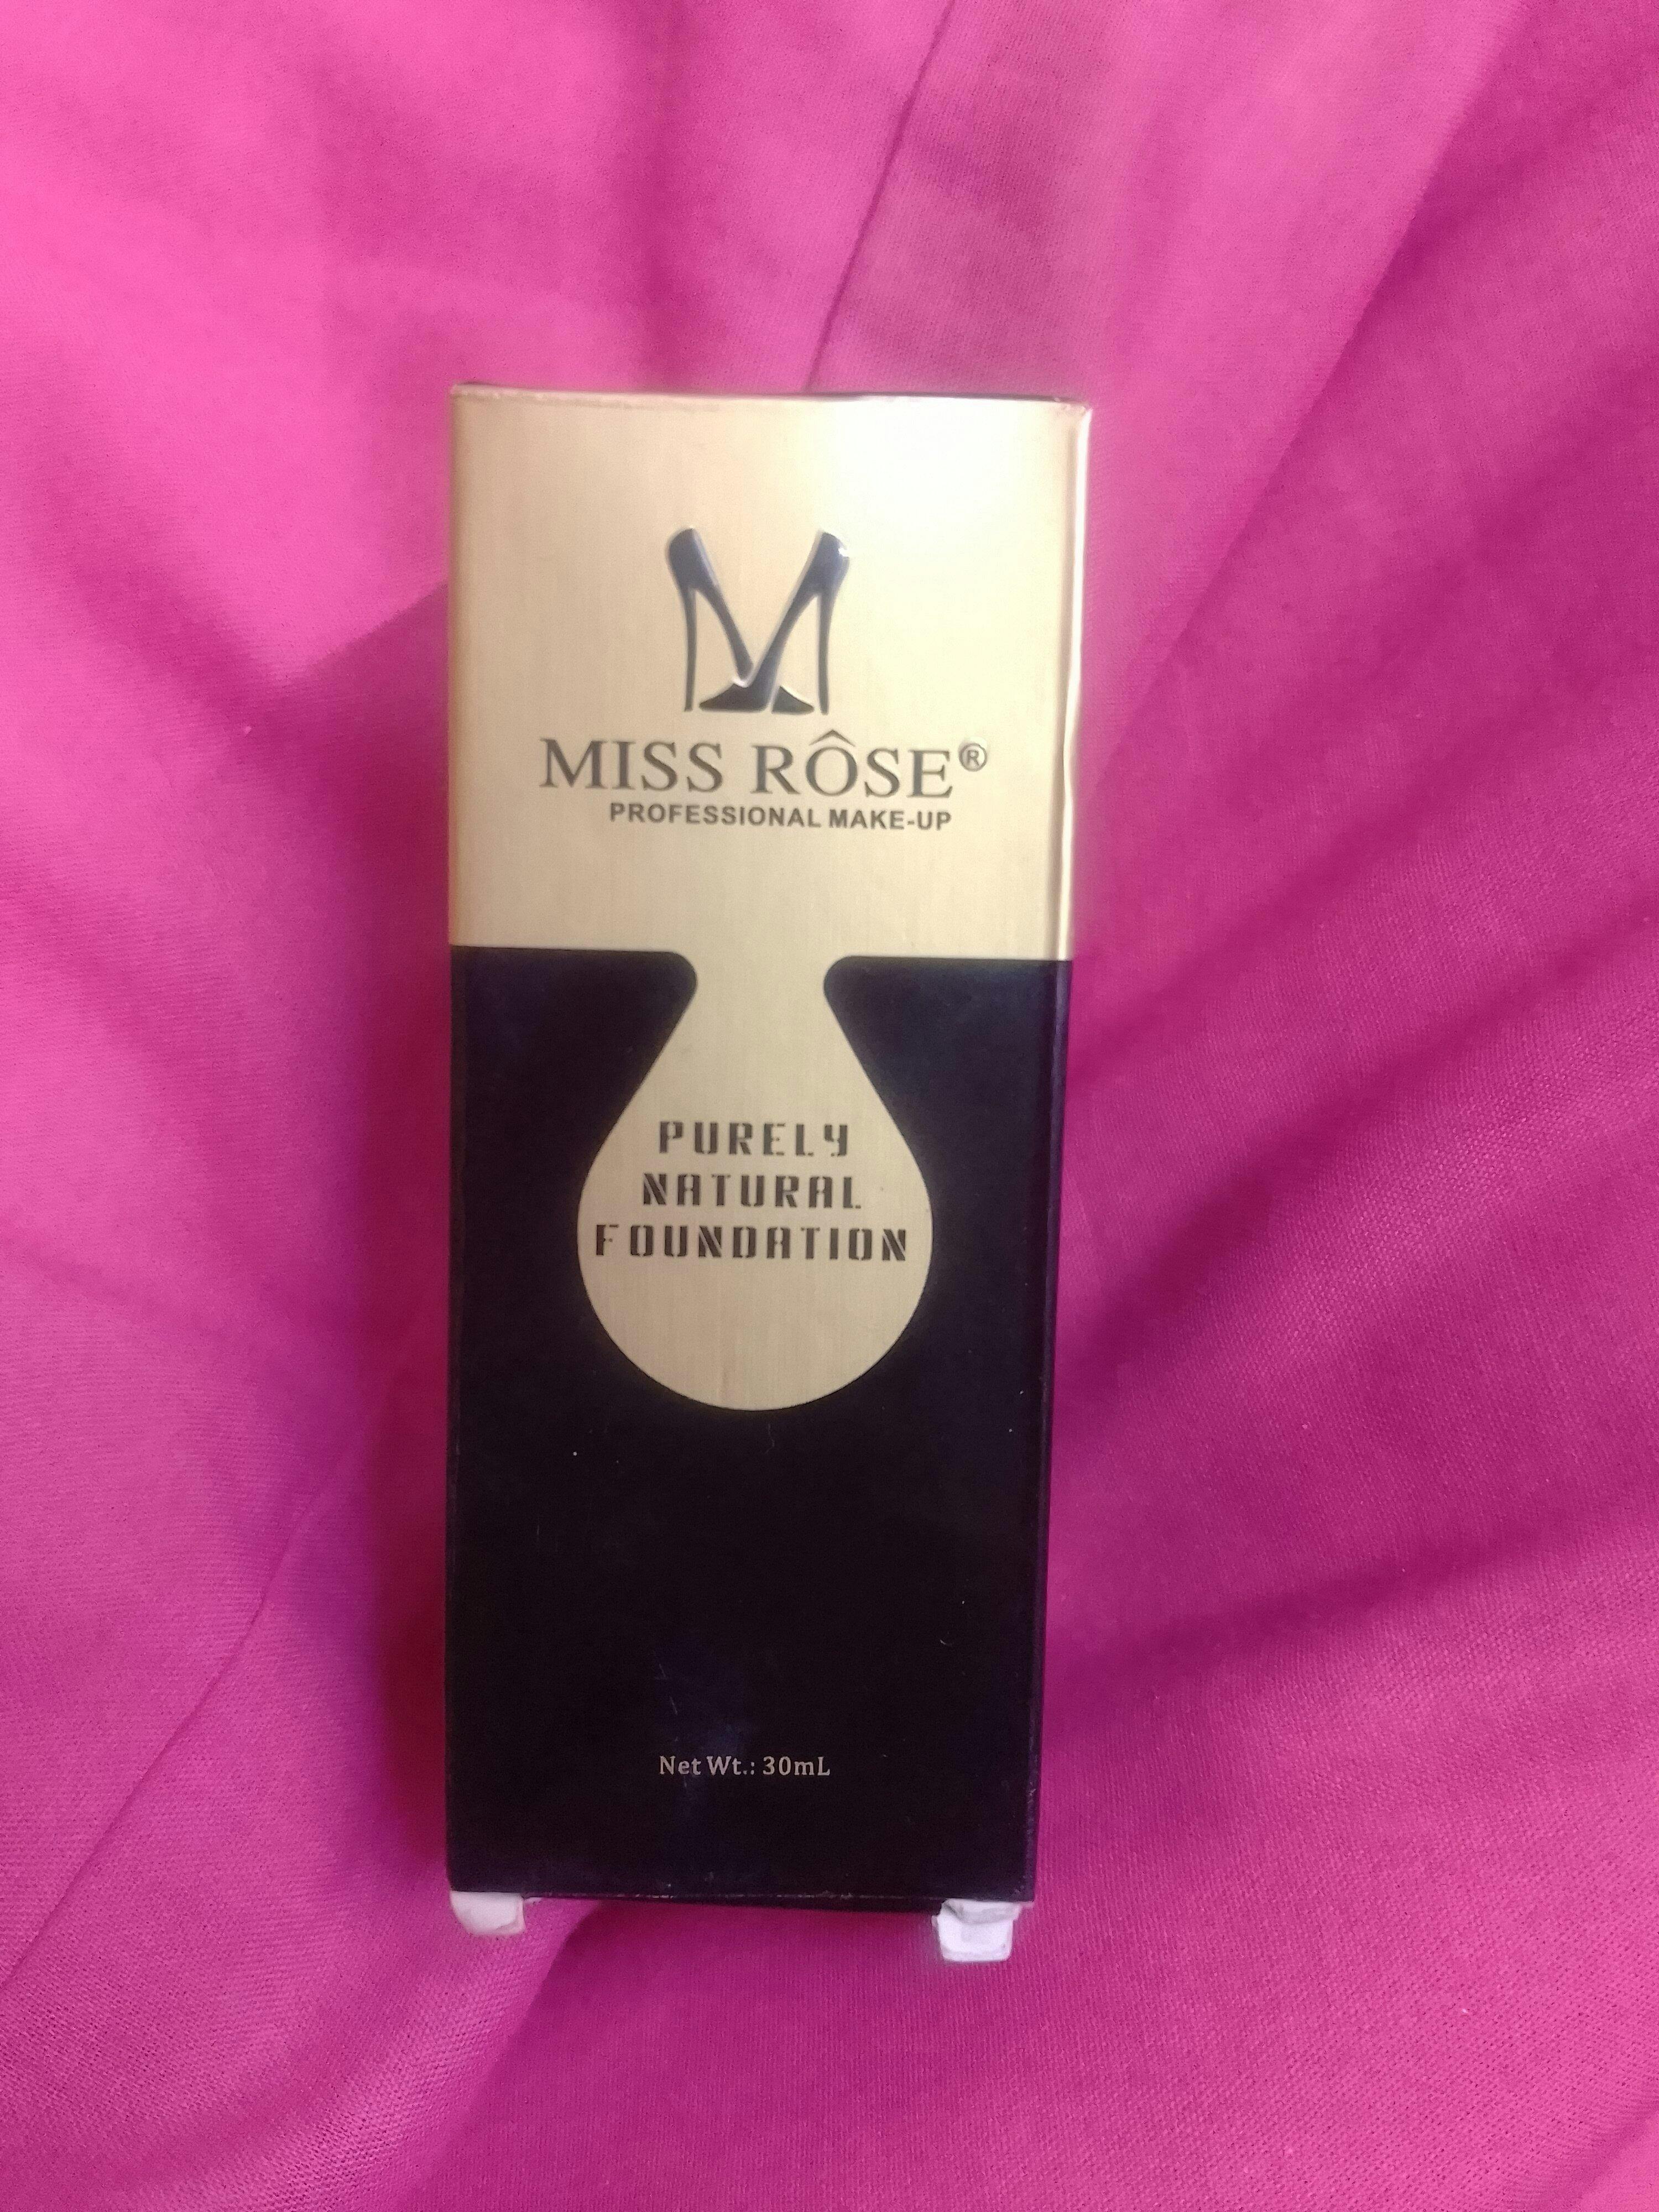 MISS RÔSE®
PROFESSIONAL MAKE-UP
PURELY
NATURAL
FOUNDATION
Net Wt.: 30mL